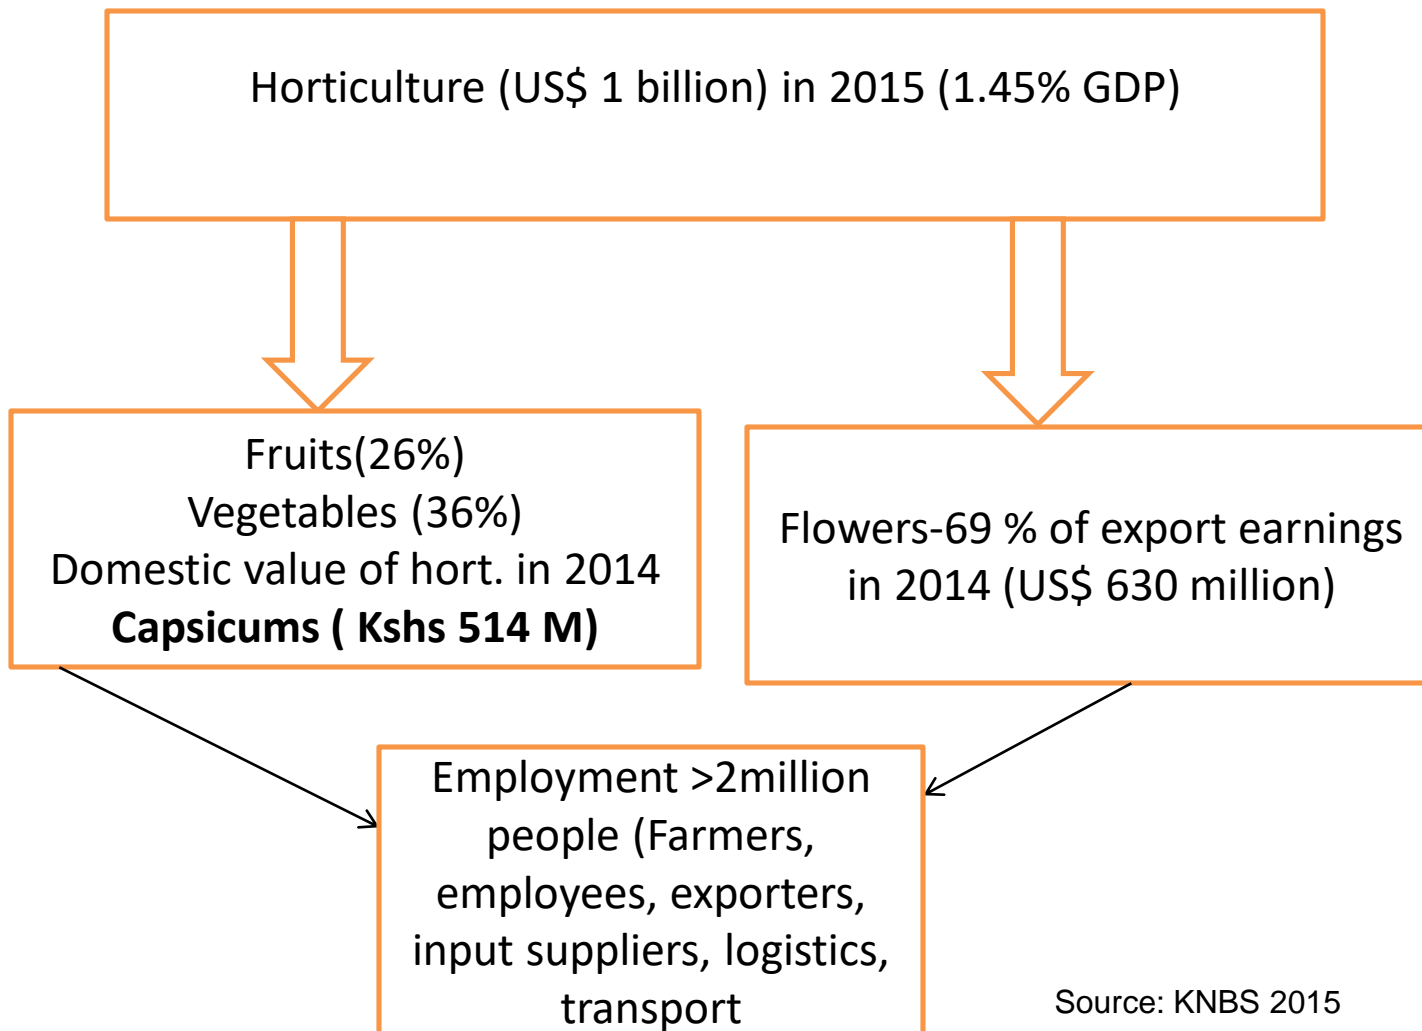 Horticulture (US$ 1 billion) in 2015 (1.45% GDP)
Fruits(26%)
Vegetables (36%)
Domestic value of hort. in 2014
Capsicums ( Kshs 514 M)
Flowers-69 % of export earnings
in 2014 (US$ 630 million)
Employment >2million
people (Farmers,
employees, exporters,
input suppliers, logistics,
transport
Source: KNBS 2015